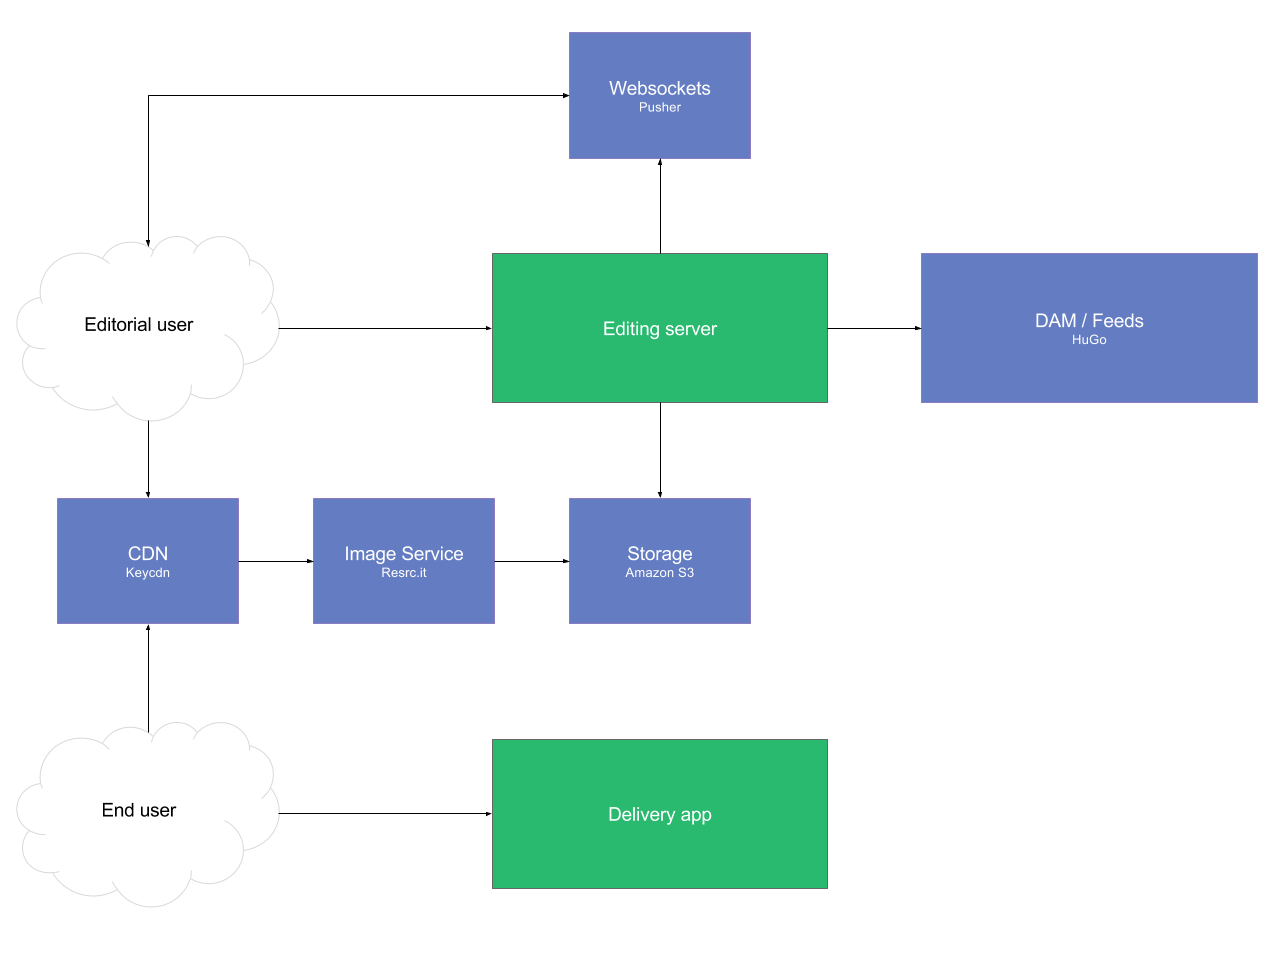 Websockets
Pusher
Editorial user
Editing server
DAM / Feeds
HuGo
CDN
Keycdn
Image Service
Resrc.it
Storage
Amazon S3
End user
Delivery app